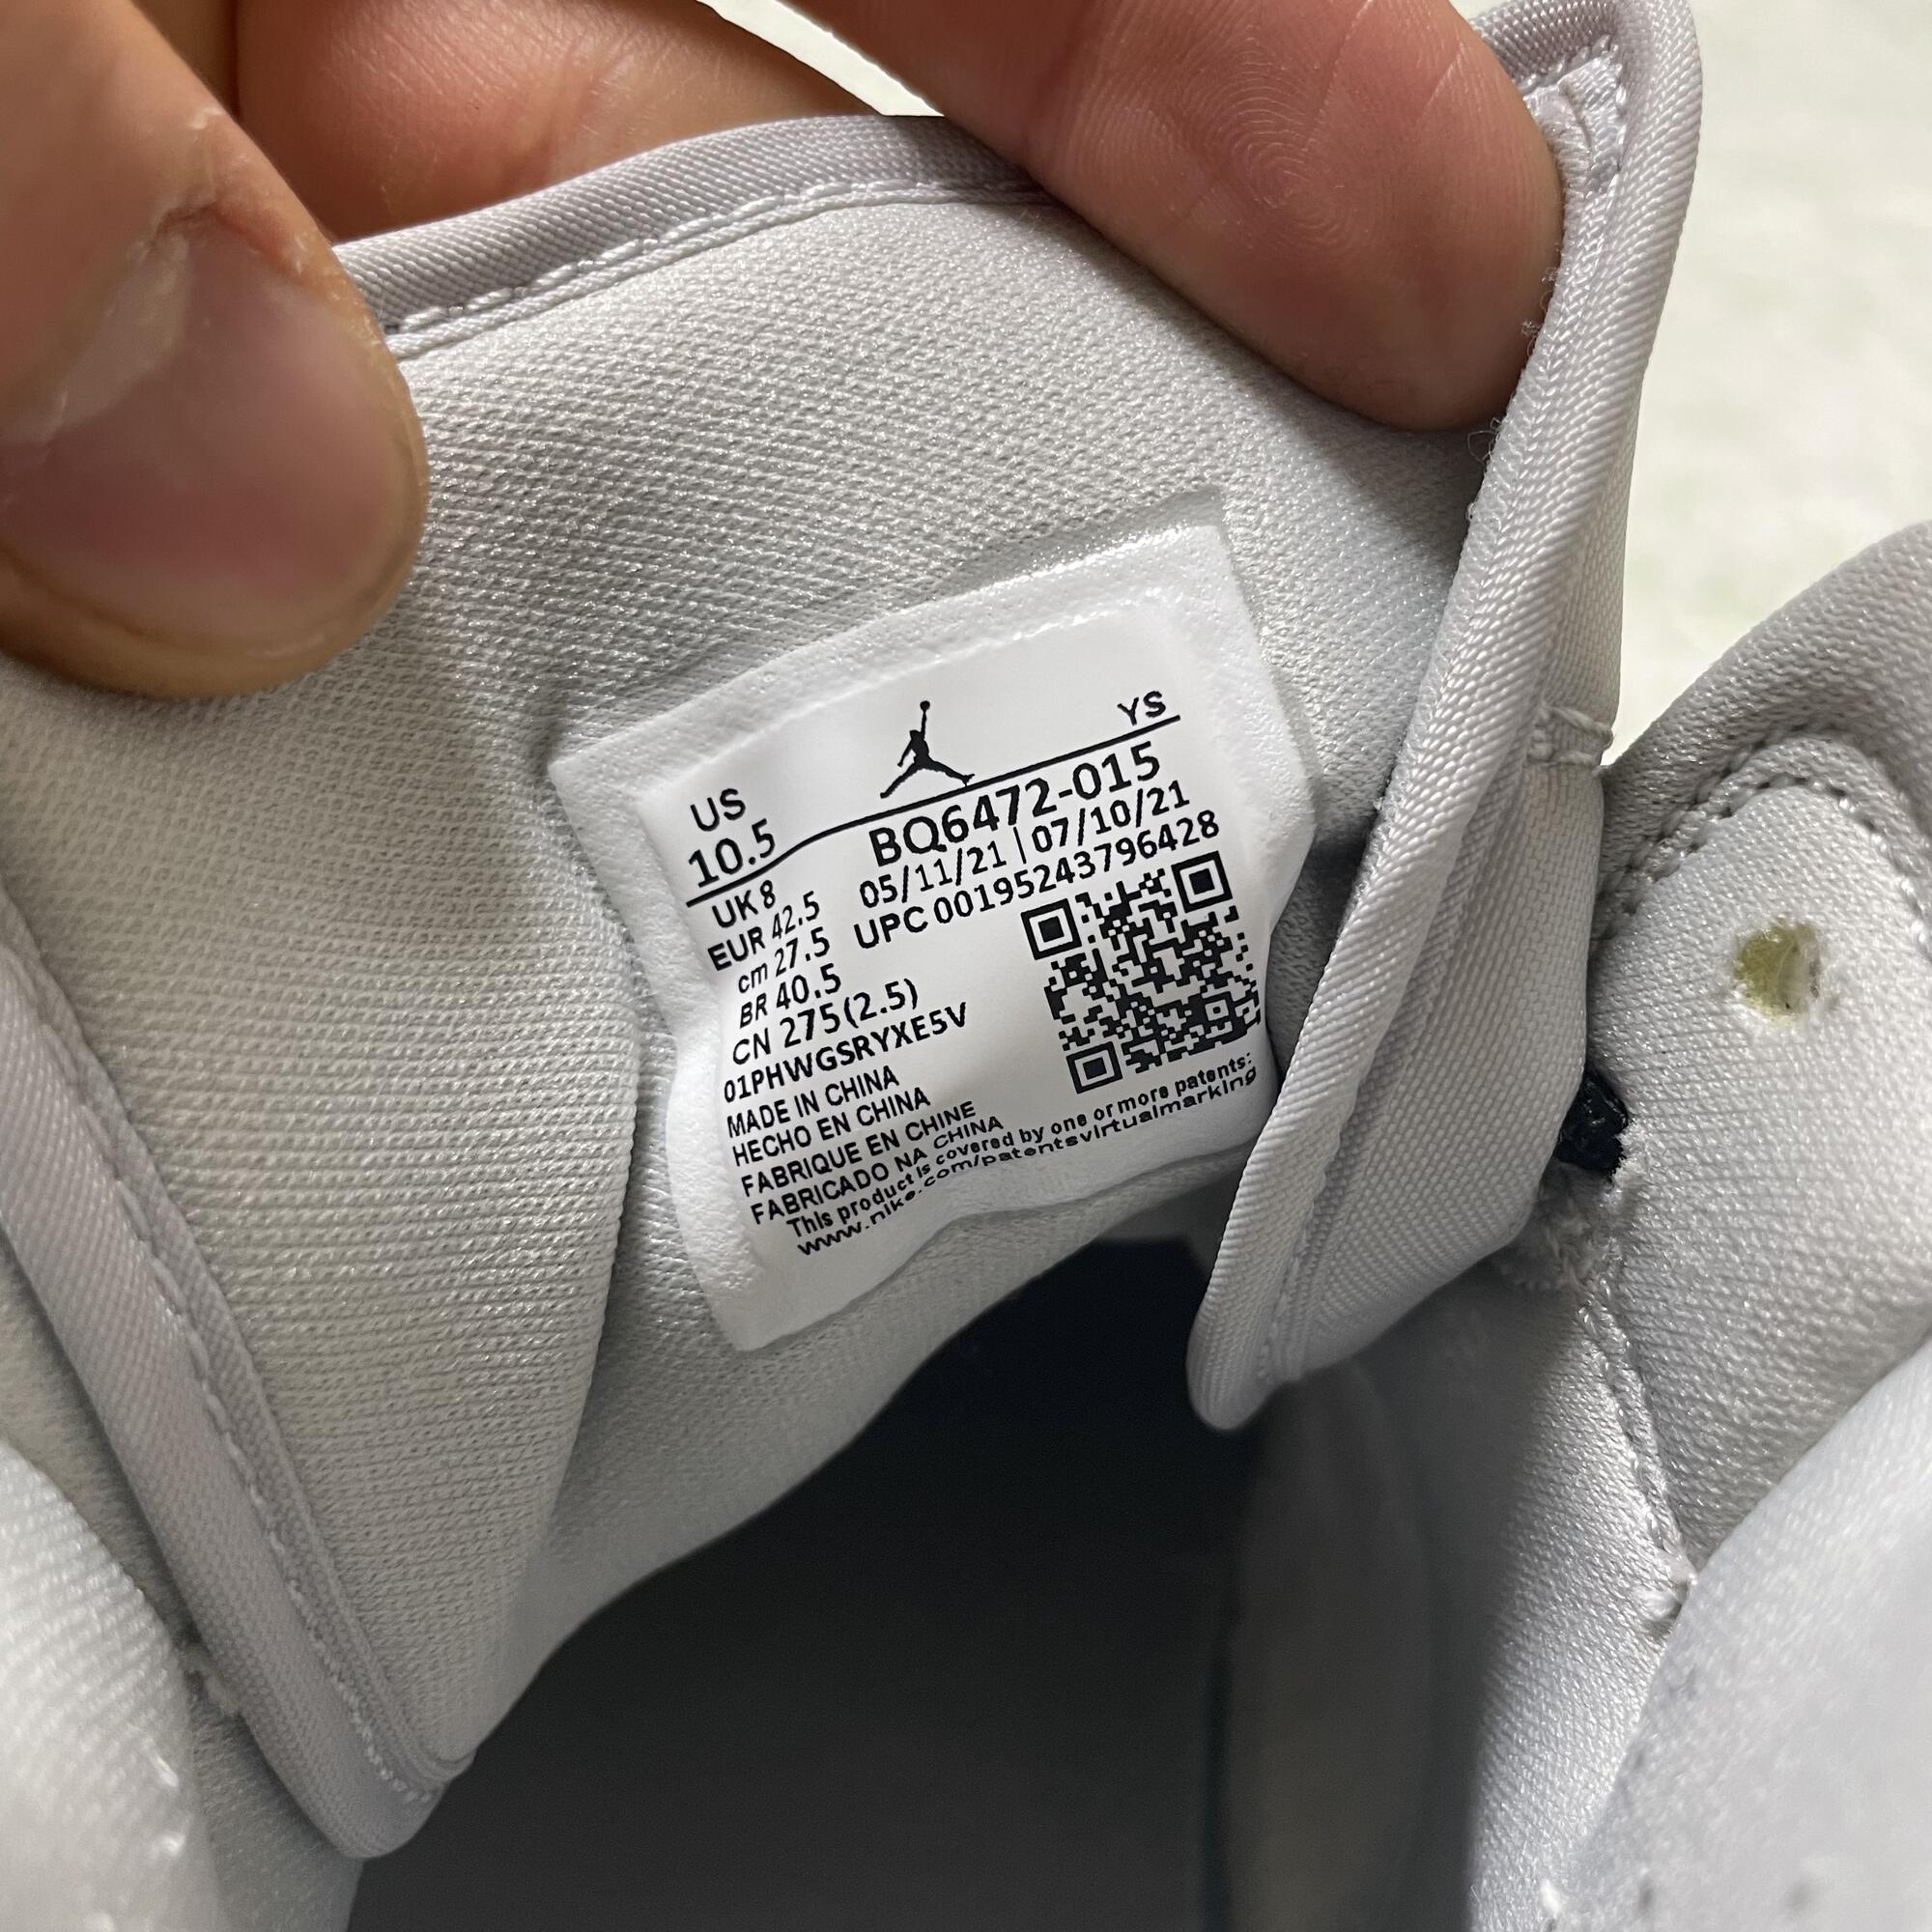 US
10.5
YS
BQ6472-015
05/11/21 | 07/10/21
UPC 00195243796428
UK 8
EUR 42.5
cm 27.5
BR 40.5
CN 275(2.5)
01PHWGSRYXE5V
MADE IN CHINA
HECHO EN CHINA
FABRIQUE EN CHINE
FABRICADO NA CHINA
This product is covered by one or more patents:
www.nike.com/patentsvirtualmarking